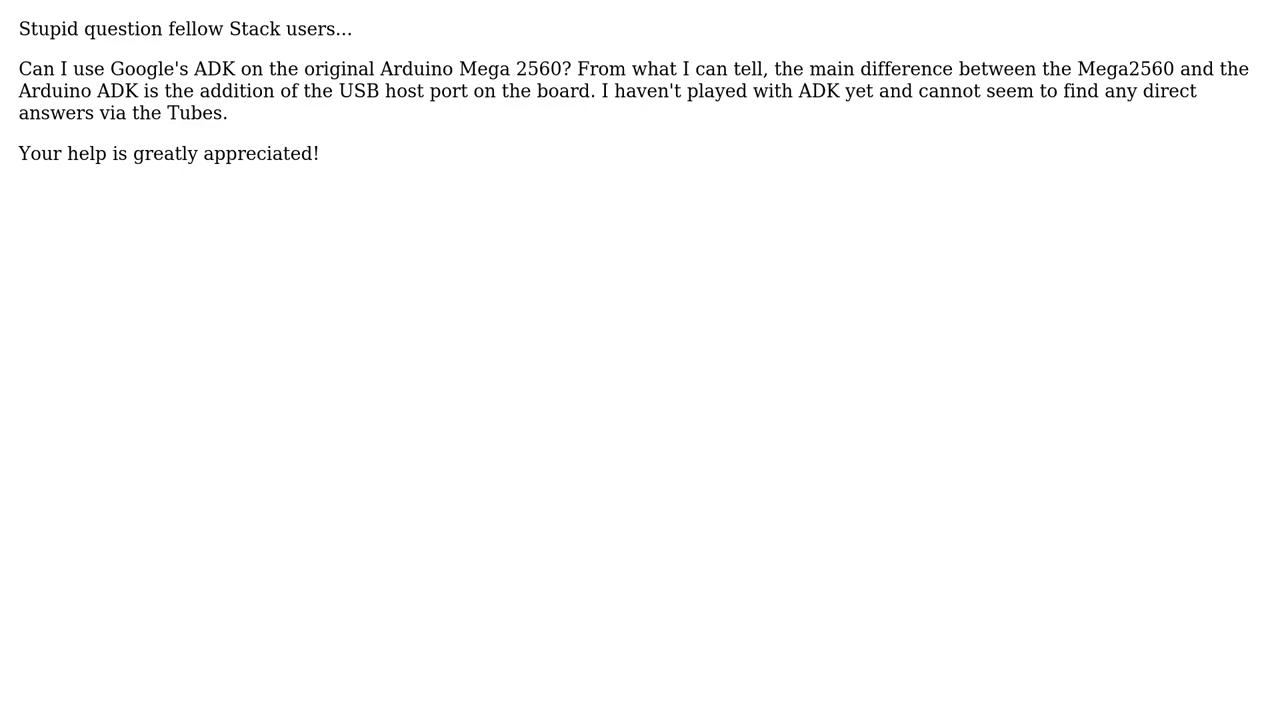 Stupid question fellow Stack users...
Can I use Google's ADK on the original Arduino Mega 2560? From what I can tell, the main difference between the Mega2560 and the
Arduino ADK is the addition of the USB host port on the board. I haven't played with ADK yet and cannot seem to find any direct
answers via the Tubes.
Your help is greatly appreciated!